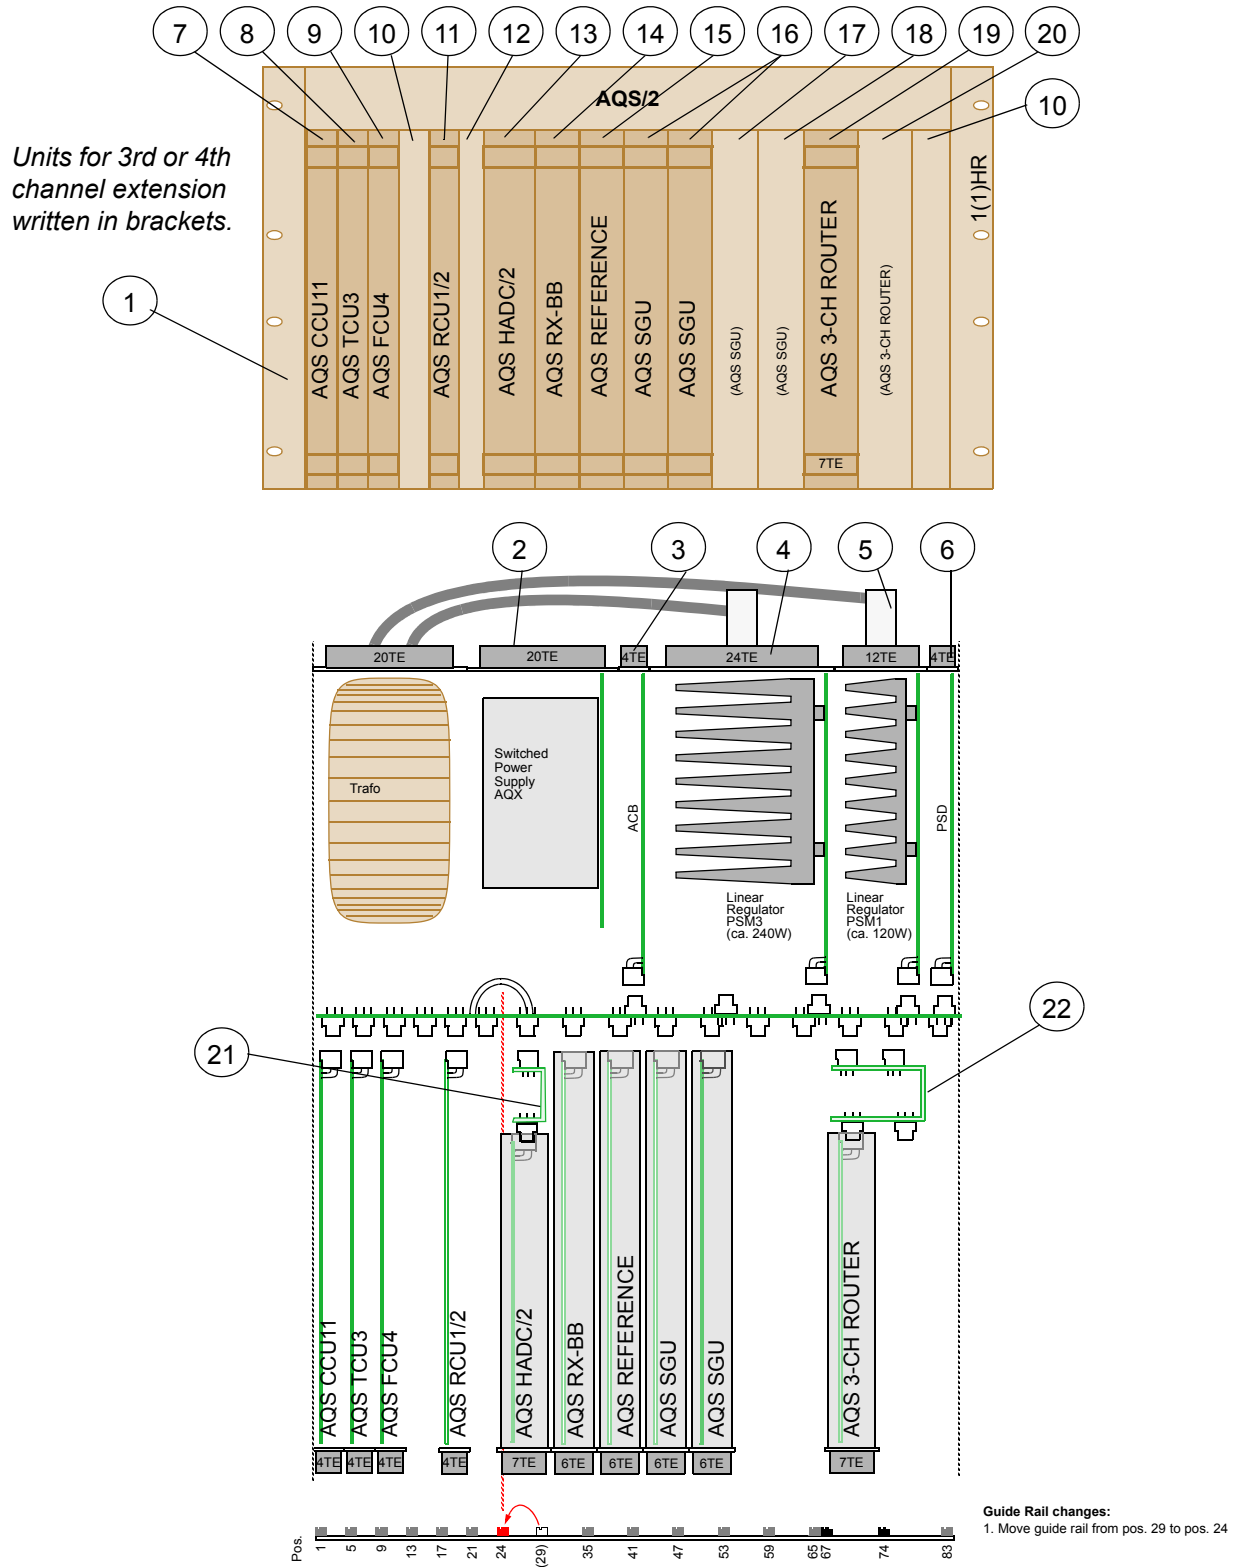 7 8 9 10 11 12 13 14 15 16 17 18 19 20
AQS/2
10
Units for 3rd or 4th
channel extension
written in brackets.
1
AQS CCU11
AQS TCU3
AQS FCU4
AQS RCU1/2
AQS HADC/2
AQS RX-BB
AQS REFERENCE
AQS SGU
AQS SGU
(AQS SGU)
(AQS SGU)
AQS 3-CH ROUTER
7TE
(AQS 3-CH ROUTER)
1(1)HR
2 3 4 5 6
20TE 20TE 4TE 24TE 12TE 4TE
Trafo
Switched
Power
Supply
AQX
ACB
Linear
Regulator
PSM3
(ca. 240W)
Linear
Regulator
PSM1
(ca. 120W)
PSD
21
22
AQS CCU11
AQS TCU3
AQS FCU4
AQS RCU1/2
AQS HADC/2
AQS RX-BB
AQS REFERENCE
AQS SGU
AQS SGU
AQS 3-CH ROUTER
4TE 4TE 4TE 4TE 7TE 6TE 6TE 6TE 6TE 7TE
Pos. 1 5 9 13 17 21 24 (29) 35 41 47 53 59 65 67 74 83
Guide Rail changes:
1. Move guide rail from pos. 29 to pos. 24